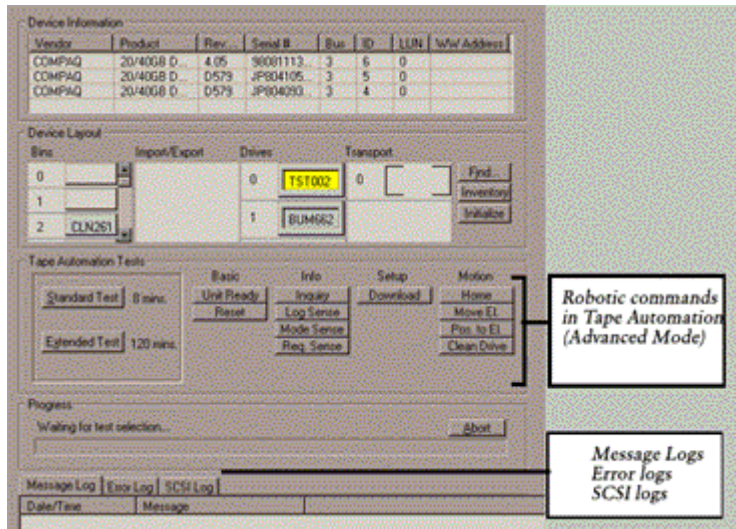 Device Information
Vendor Product Rev... Serial # Bus ID LUN WW Address
COMPAQ 20/40GB D... 4.05 98081113... 3 6 0
COMPAQ 20/40GB D... D579 JP804105... 3 5 0
COMPAQ 20/40GB D... D579 JP804093... 3 4 0
Device Layout
Bins Import/Export Drives Transport
0 0 TST002 0 Find...
1 Inventory
2 CLN261 1 BUM662 Initialize
Tape Automation Tests
Basic Info Setup Motion
Standard Test 8 mins. Unit Ready Inquiry Download Home
Reset Log Sense Move El.
Mode Sense Pos. to El.
Extended Test 120 mins. Req. Sense Clean Drive
Robotic commands
in Tape Automation
(Advanced Mode)
Progress
Waiting for test selection... Abort
Message Logs
Error logs
SCSI logs
Message Log Error Log SCSI Log
Date/Time Message